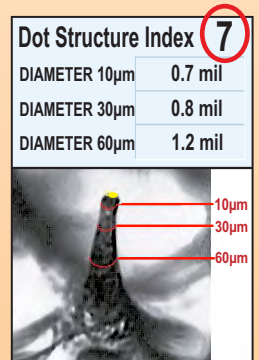 Dot Structure Index 7
DIAMETER 10µm 0.7 mil
DIAMETER 30µm 0.8 mil
DIAMETER 60µm 1.2 mil
10µm
30µm
60µm